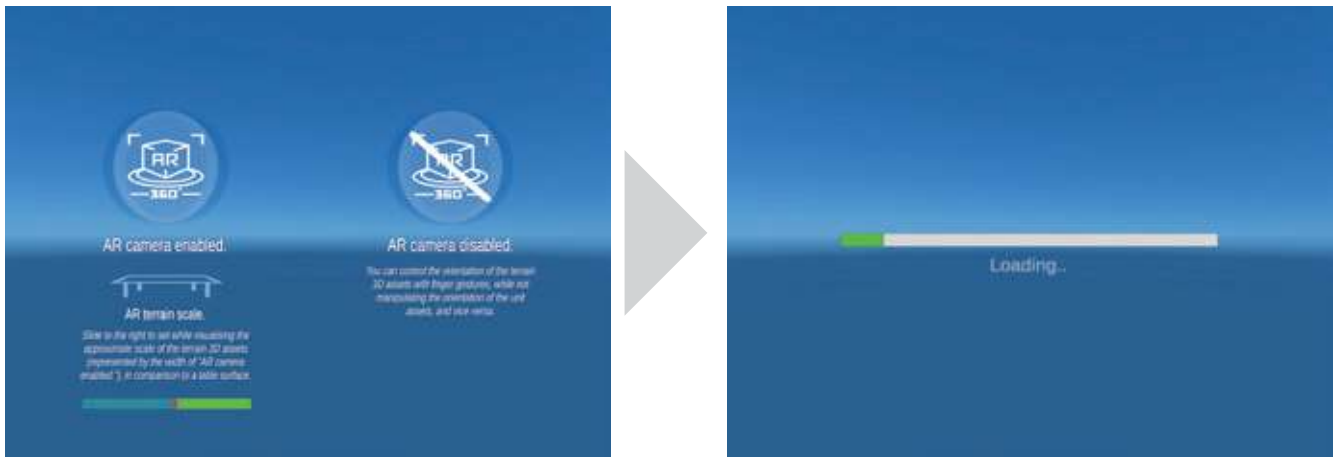 AR
360°
AR camera enabled.
AR terrain scale.
Slide to the right to set while visualising the
approximate scale of the terrain 3D assets
(represented by the width of "AR camera
enabled."), in comparison to a table surface.
AR
360°
AR camera disabled.
You can control the orientation of the terrain
3D assets with finger gestures, while not
manipulating the orientation of the unit
assets, and vice versa.
Loading..